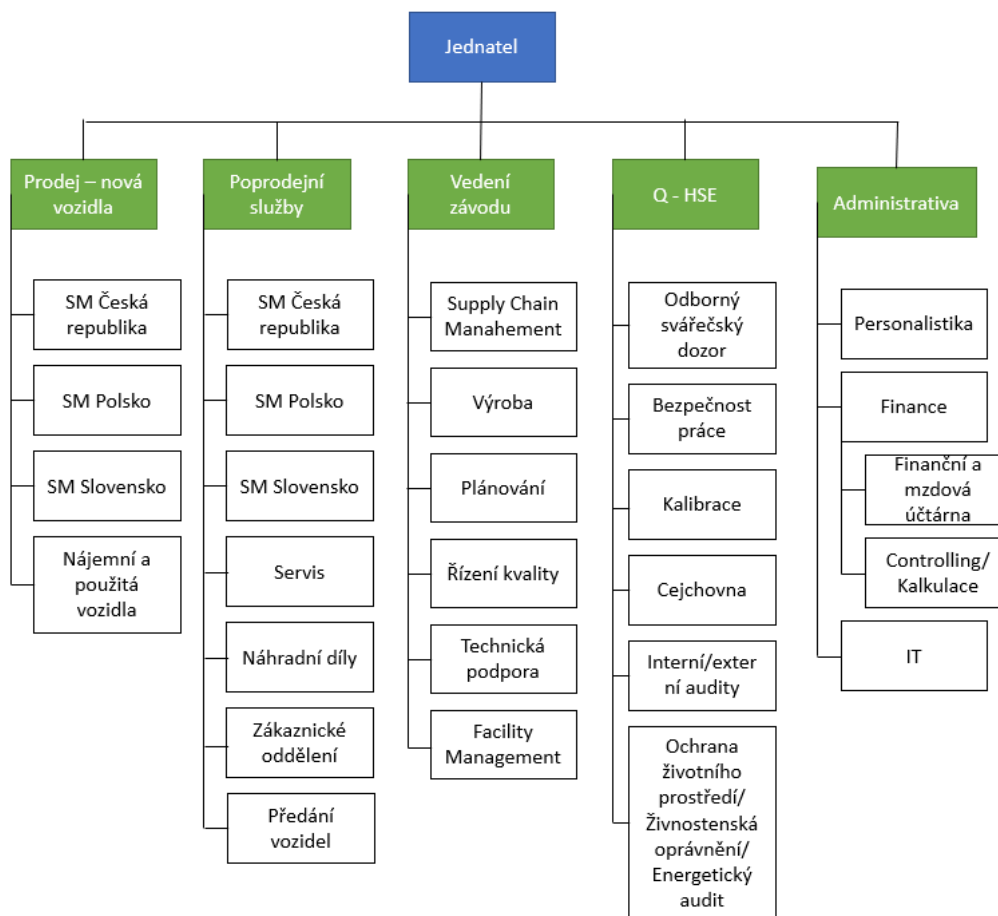 Jednatel
Prodej – nová
vozidla
SM Česká
republika
SM Polsko
SM Slovensko
Nájemní a
použitá
vozidla
Poprodejní
služby
SM Česká
republika
SM Polsko
SM Slovensko
Servis
Náhradní díly
Zákaznické
oddělení
Předání
vozidel
Vedení
závodu
Supply Chain
Manahement
Výroba
Plánování
Řízení kvality
Technická
podpora
Facility
Management
Q - HSE
Odborný
svářečský
dozor
Bezpečnost
práce
Kalibrace
Cejchovna
Interní/exter
ní audity
Ochrana
životního
prostředí/
Živnostenská
oprávnění/
Energetický
audit
Administrativa
Personalistika
Finance
Finanční a
mzdová
účtárna
Controlling/
Kalkulace
IT